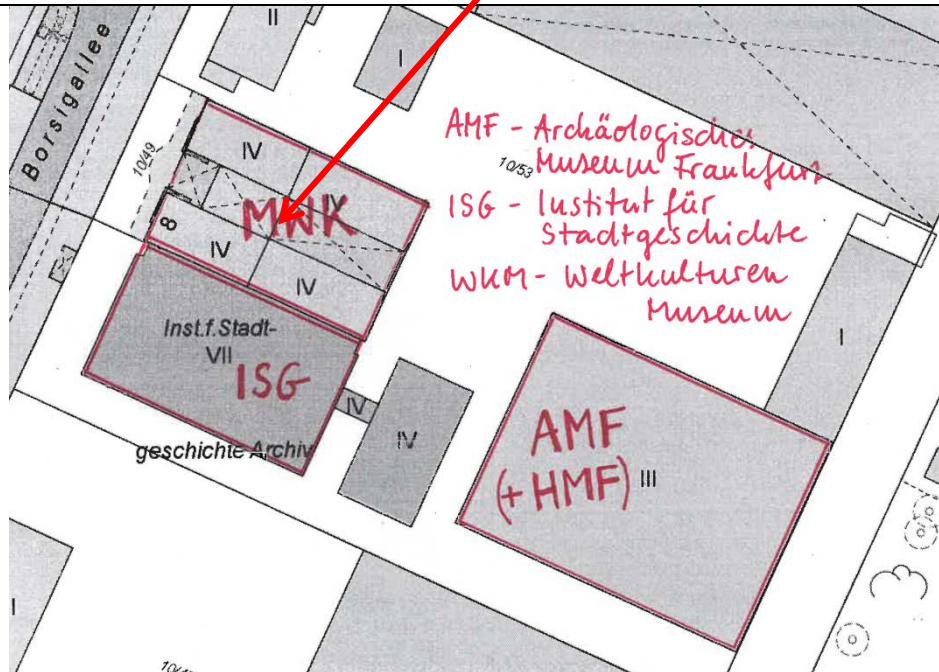 II
I
Borsigallee
10/49
AMF - Archäologisches
10/53
Museum Frankfurt
ISG - Institut für
Stadtgeschichte
WKM - Weltkulturen
Museum
IV
IV
MWK
8
IV
IV
Inst.f.Stadt-
VII
ISG
geschichte Archiv
IV
IV
I
AMF
(+ HMF)
III
I